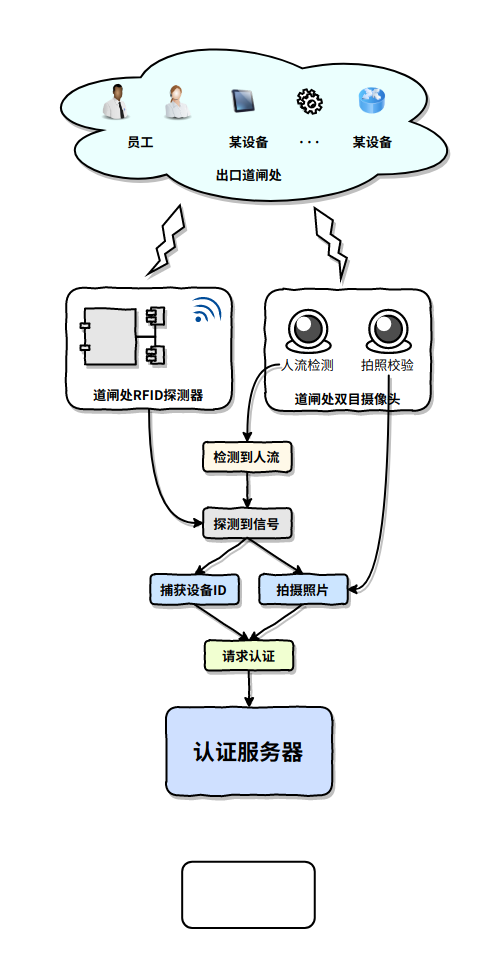 员工
某设备
· · ·
某设备
出口道闸处
道闸处RFID探测器
人流检测
拍照校验
道闸处双目摄像头
检测到人流
探测到信号
捕获设备ID
拍摄照片
请求认证
认证服务器